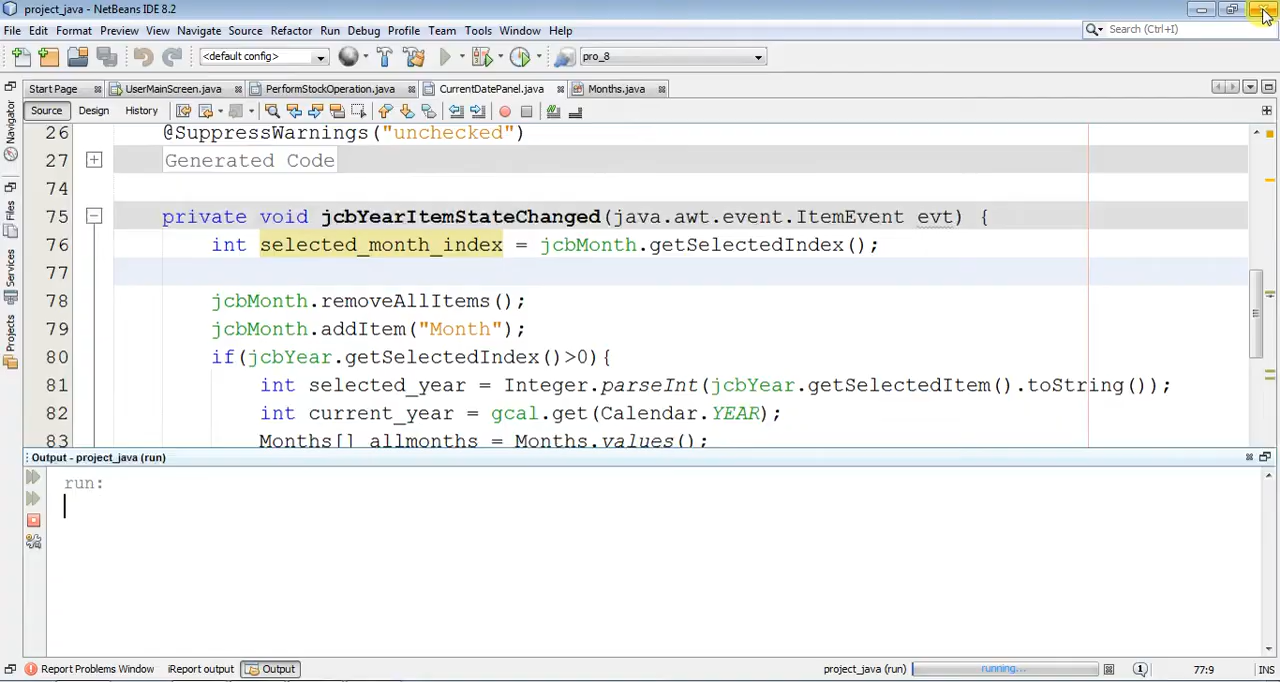 project_java - NetBeans IDE 8.2
File Edit Format Preview View Navigate Source Refactor Run Debug Profile Team Tools Window Help
Search (Ctrl+I)
<default config>
pro_8
Start Page
UserMainScreen.java
PerformStockOperation.java
CurrentDatePanel.java
Months.java
Source Design History
Navigator
Files
Services
Projects
26 @SuppressWarnings("unchecked")
27 Generated Code
74
75 private void jcbYearItemStateChanged(java.awt.event.ItemEvent evt) {
76 int selected_month_index = jcbMonth.getSelectedIndex();
77
78 jcbMonth.removeAllItems();
79 jcbMonth.addItem("Month");
80 if(jcbYear.getSelectedIndex()>0){
81 int selected_year = Integer.parseInt(jcbYear.getSelectedItem().toString());
82 int current_year = gcal.get(Calendar.YEAR);
83 Months[] allmonths = Months.values();
Output - project_java (run)
run:
Report Problems Window
iReport output
Output
project_java (run)
running...
77:9
INS